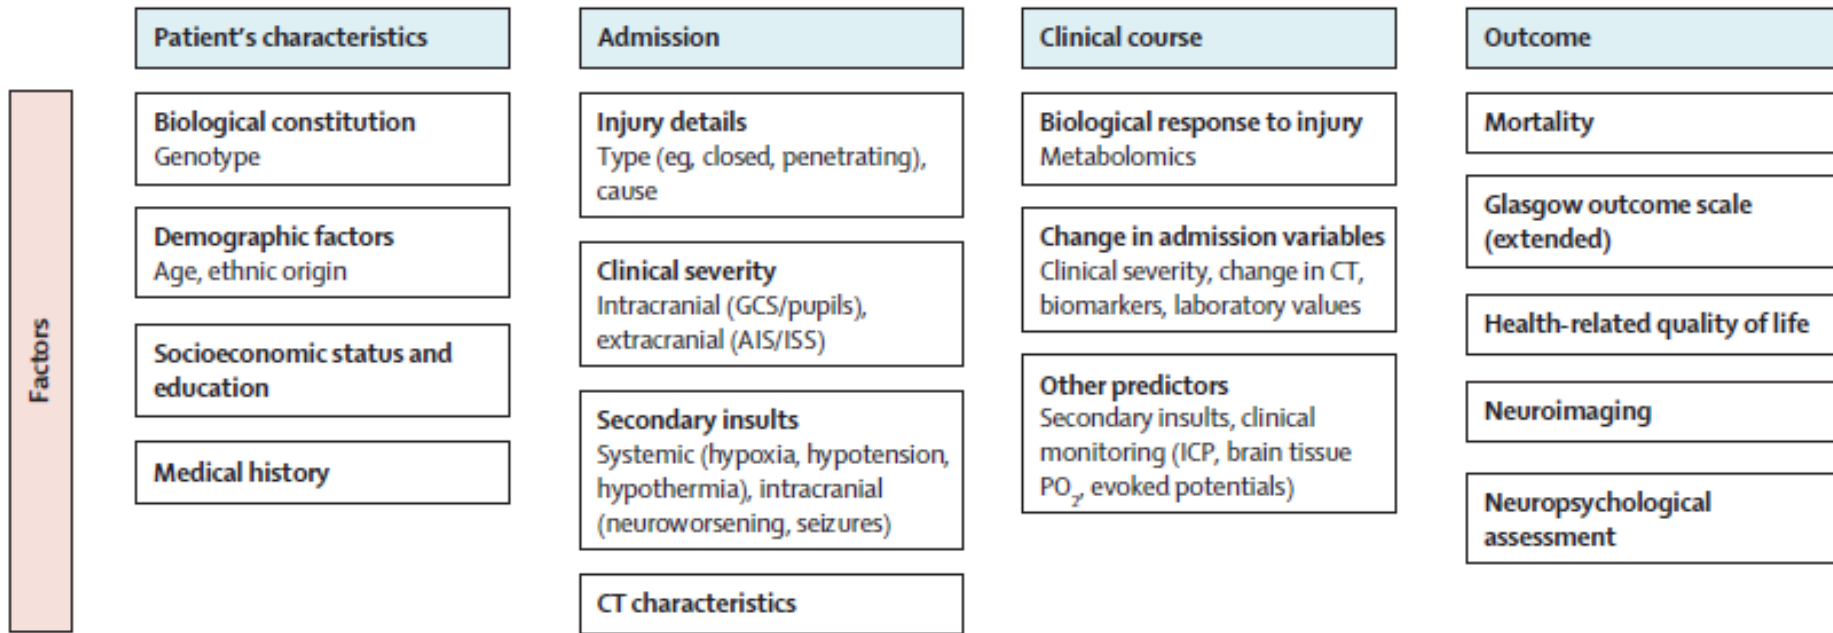 Patient's characteristics
Admission
Clinical course
Outcome
Factors
Biological constitution
Genotype
Demographic factors
Age, ethnic origin
Socioeconomic status and
education
Medical history
Injury details
Type (eg, closed, penetrating),
cause
Clinical severity
Intracranial (GCS/pupils),
extracranial (AIS/ISS)
Secondary insults
Systemic (hypoxia, hypotension,
hypothermia), intracranial
(neuroworsening, seizures)
CT characteristics
Biological response to injury
Metabolomics
Change in admission variables
Clinical severity, change in CT,
biomarkers, laboratory values
Other predictors
Secondary insults, clinical
monitoring (ICP, brain tissue
PO₂, evoked potentials)
Mortality
Glasgow outcome scale
(extended)
Health-related quality of life
Neuroimaging
Neuropsychological
assessment